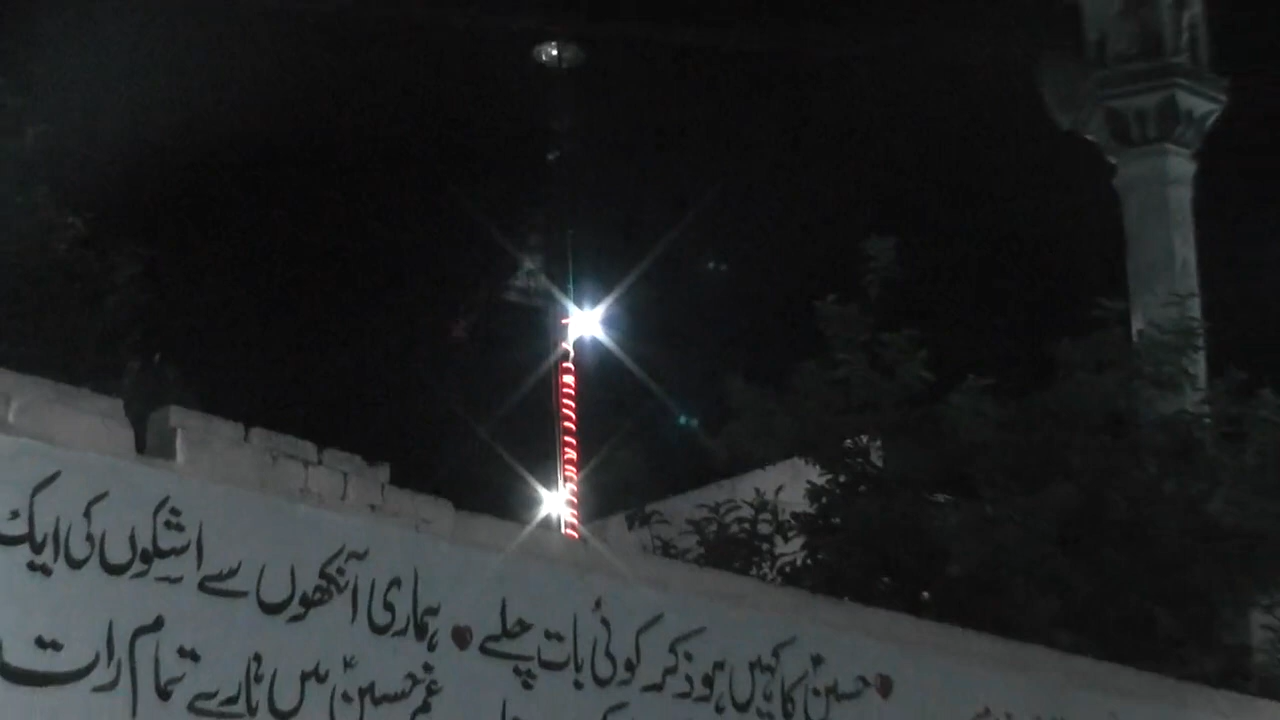 حسینؑ کا کہیں ہو ذکر کوئی بات چلے ہماری آنکھوں سے اشکوں کی ایک
غم حسینؑ میں تارے تمام رات